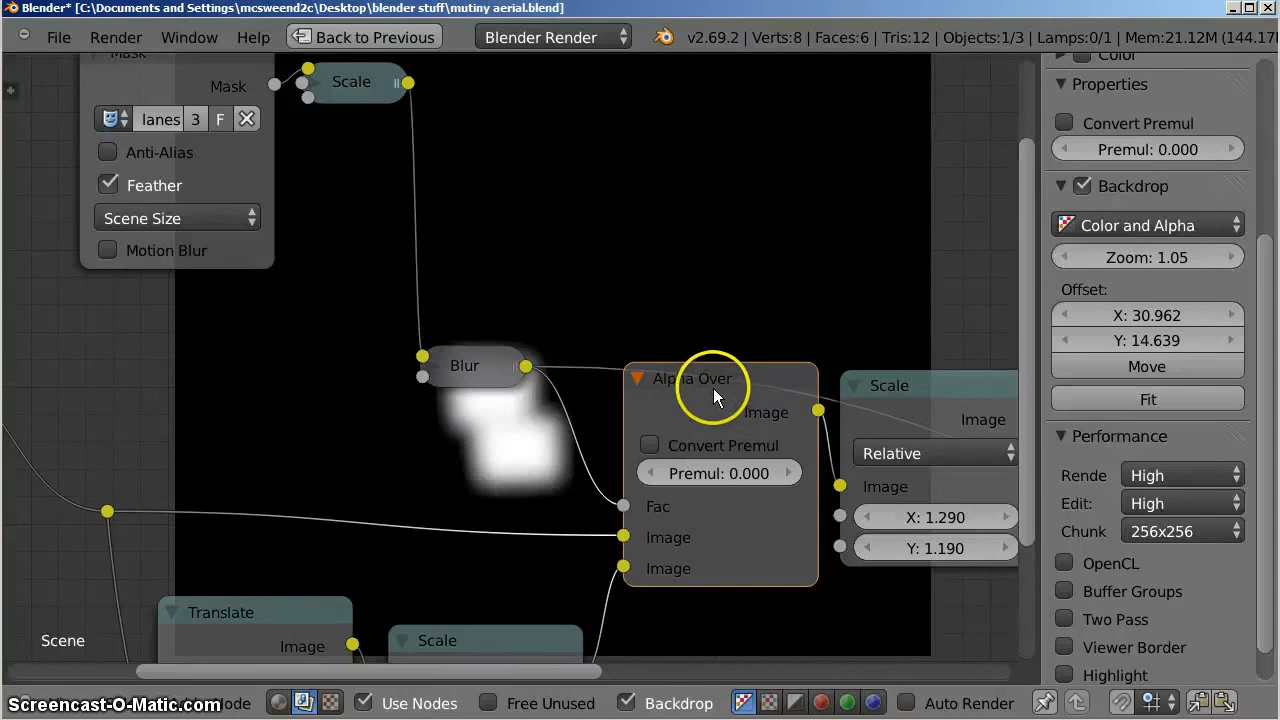 Blender* [C:\Documents and Settings\mcsweend2c\Desktop\blender stuff\mutiny aerial.blend]
File Render Window Help Back to Previous Blender Render v2.69.2 | Verts:8 | Faces:6 | Tris:12 | Objects:1/3 | Lamps:0/1 | Mem:21.12M (144.17
Mask
Mask
lanes 3 F
Anti-Alias
Feather
Scene Size
Motion Blur
Scale
Blur
Alpha Over
Image
Convert Premul
Premul: 0.000
Fac
Image
Image
Scale
Image
Relative
Image
X: 1.290
Y: 1.190
Translate
Image
Scale
Scene
Color
Properties
Convert Premul
Premul: 0.000
Backdrop
Color and Alpha
Zoom: 1.05
Offset:
X: 30.962
Y: 14.639
Move
Fit
Performance
Rende High
Edit: High
Chunk 256x256
OpenCL
Buffer Groups
Two Pass
Viewer Border
Highlight
Node Use Nodes Free Unused Backdrop Auto Render
Screencast-O-Matic.com